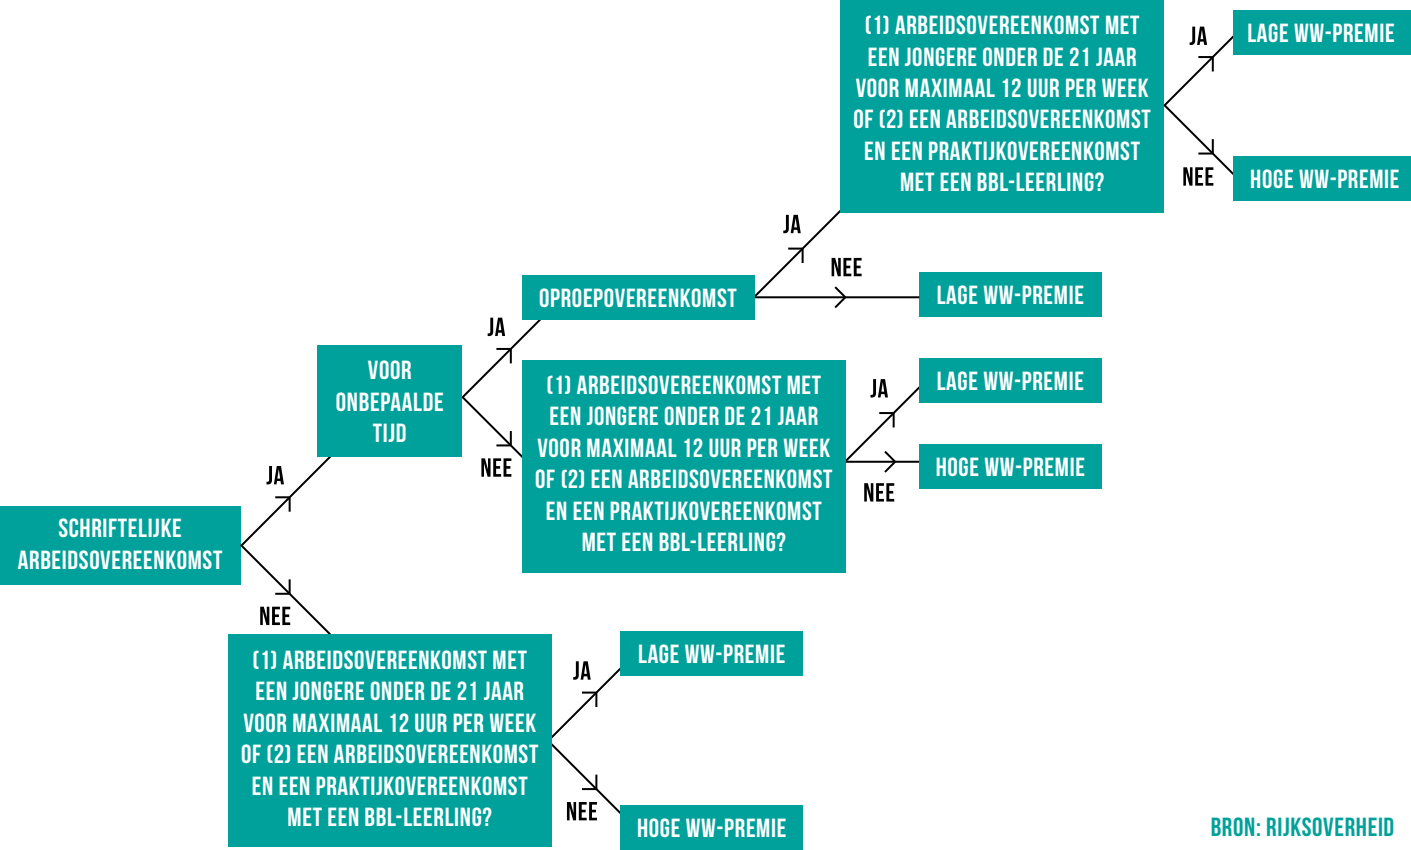 (1) ARBEIDSOVEREENKOMST MET
EEN JONGERE ONDER DE 21 JAAR
VOOR MAXIMAAL 12 UUR PER WEEK
OF (2) EEN ARBEIDSOVEREENKOMST
EN EEN PRAKTIJKOVEREENKOMST
MET EEN BBL-LEERLING?
JA
LAGE WW-PREMIE
NEE
HOGE WW-PREMIE
JA
NEE
OPROEPOVEREENKOMST
LAGE WW-PREMIE
JA
VOOR
ONBEPAALDE
TIJD
NEE
(1) ARBEIDSOVEREENKOMST MET
EEN JONGERE ONDER DE 21 JAAR
VOOR MAXIMAAL 12 UUR PER WEEK
OF (2) EEN ARBEIDSOVEREENKOMST
EN EEN PRAKTIJKOVEREENKOMST
MET EEN BBL-LEERLING?
JA
LAGE WW-PREMIE
NEE
HOGE WW-PREMIE
JA
SCHRIFTELIJKE
ARBEIDSOVEREENKOMST
NEE
(1) ARBEIDSOVEREENKOMST MET
EEN JONGERE ONDER DE 21 JAAR
VOOR MAXIMAAL 12 UUR PER WEEK
OF (2) EEN ARBEIDSOVEREENKOMST
EN EEN PRAKTIJKOVEREENKOMST
MET EEN BBL-LEERLING?
JA
LAGE WW-PREMIE
NEE
HOGE WW-PREMIE
BRON: RIJKSOVERHEID